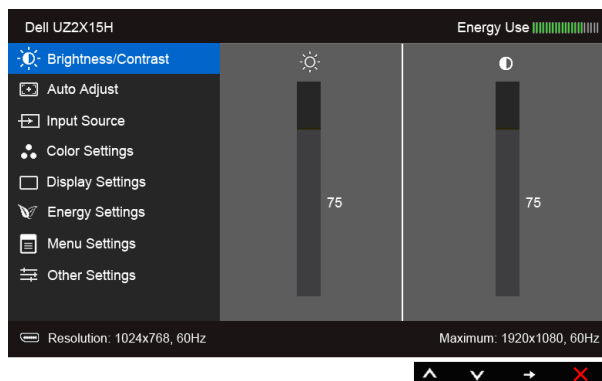 Dell UZ2X15H Energy Use
Brightness/Contrast
Auto Adjust
Input Source
Color Settings
Display Settings
75 75
Energy Settings
Menu Settings
Other Settings
Resolution: 1024x768, 60Hz Maximum: 1920x1080, 60Hz